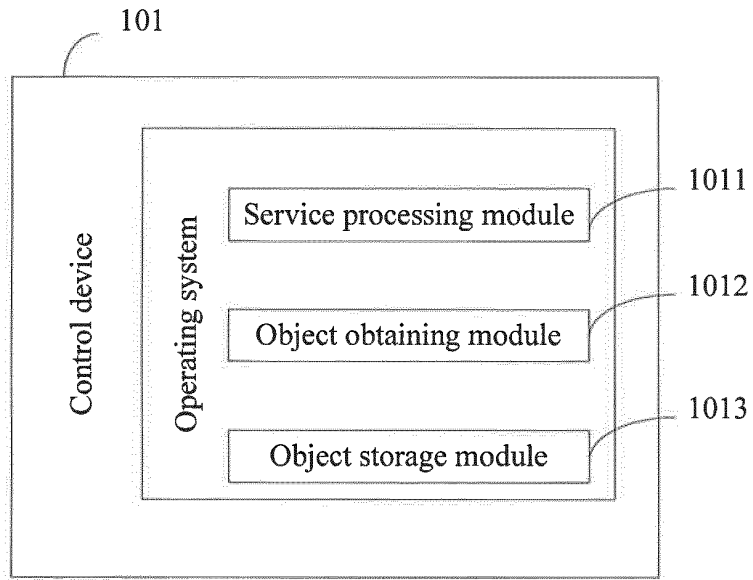 101
Control device
Operating system
Service processing module
1011
Object obtaining module
1012
Object storage module
1013